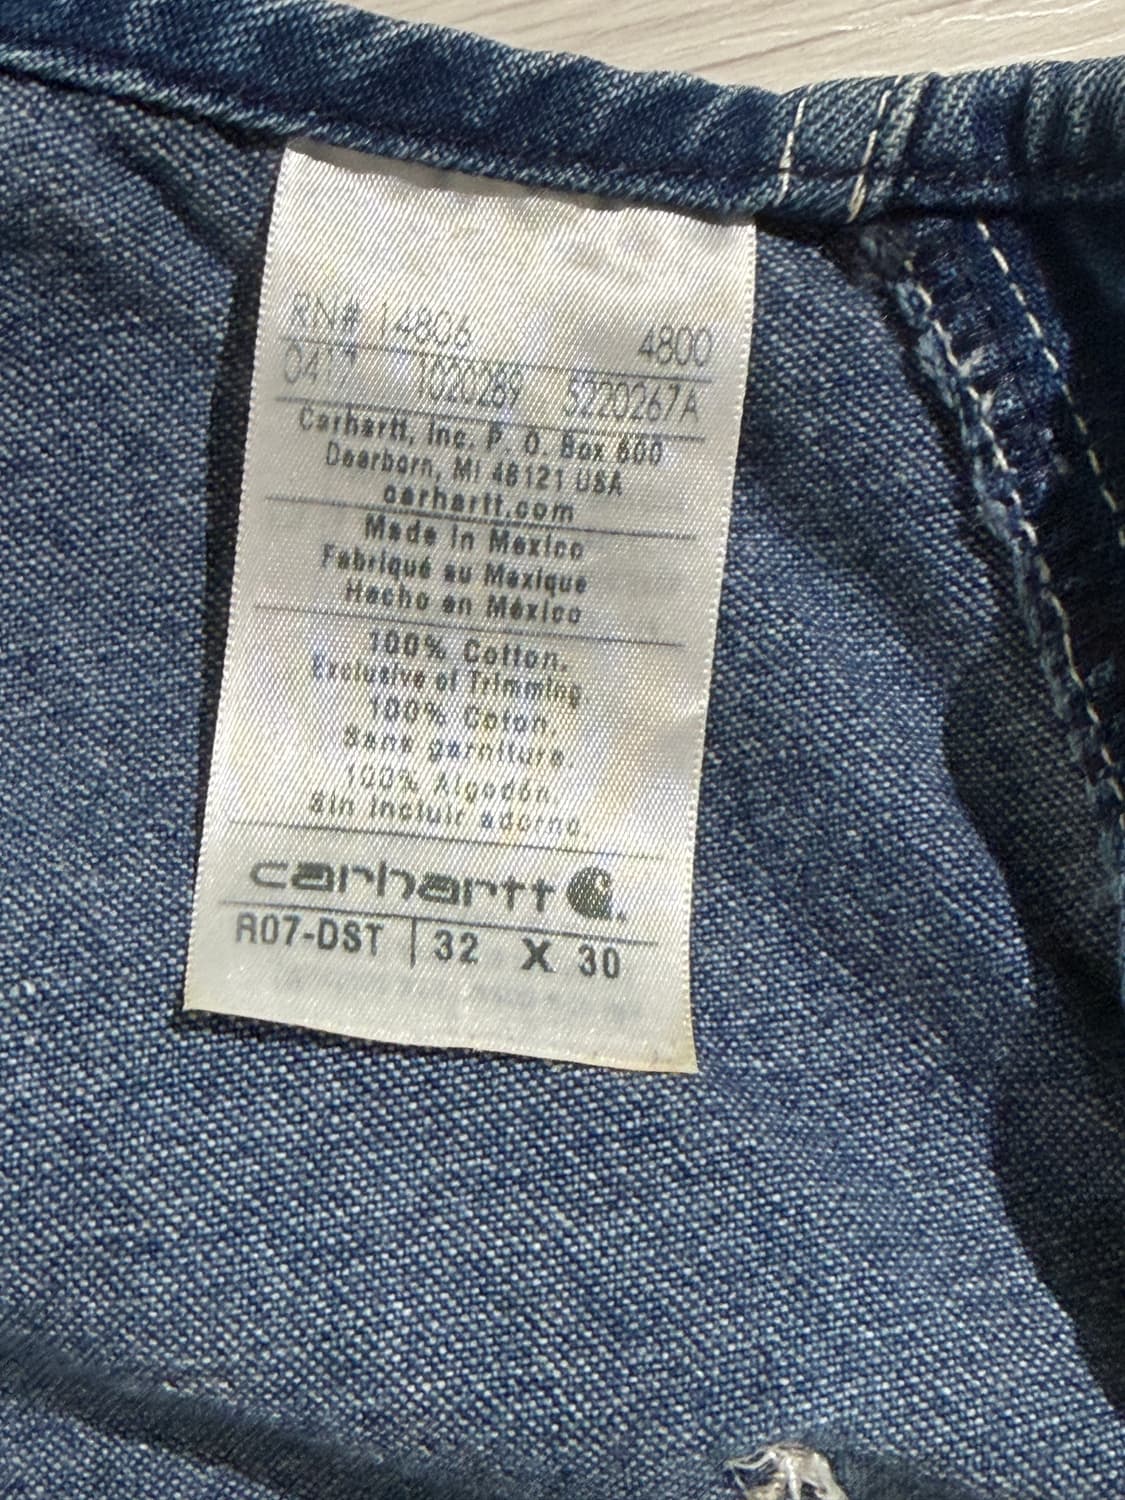 RN# 14806 4800
0417 1020269 5220267A
Carhartt, Inc. P. O. Box 600
Dearborn, MI 48121 USA
carhartt.com
Made in Mexico
Fabriqué au Mexique
Hecho en México
100% Cotton.
Exclusive of Trimming
100% Coton.
Sans garniture.
100% Algodón.
Sin incluir adorno.
carhartt
R07-DST 32 X 30